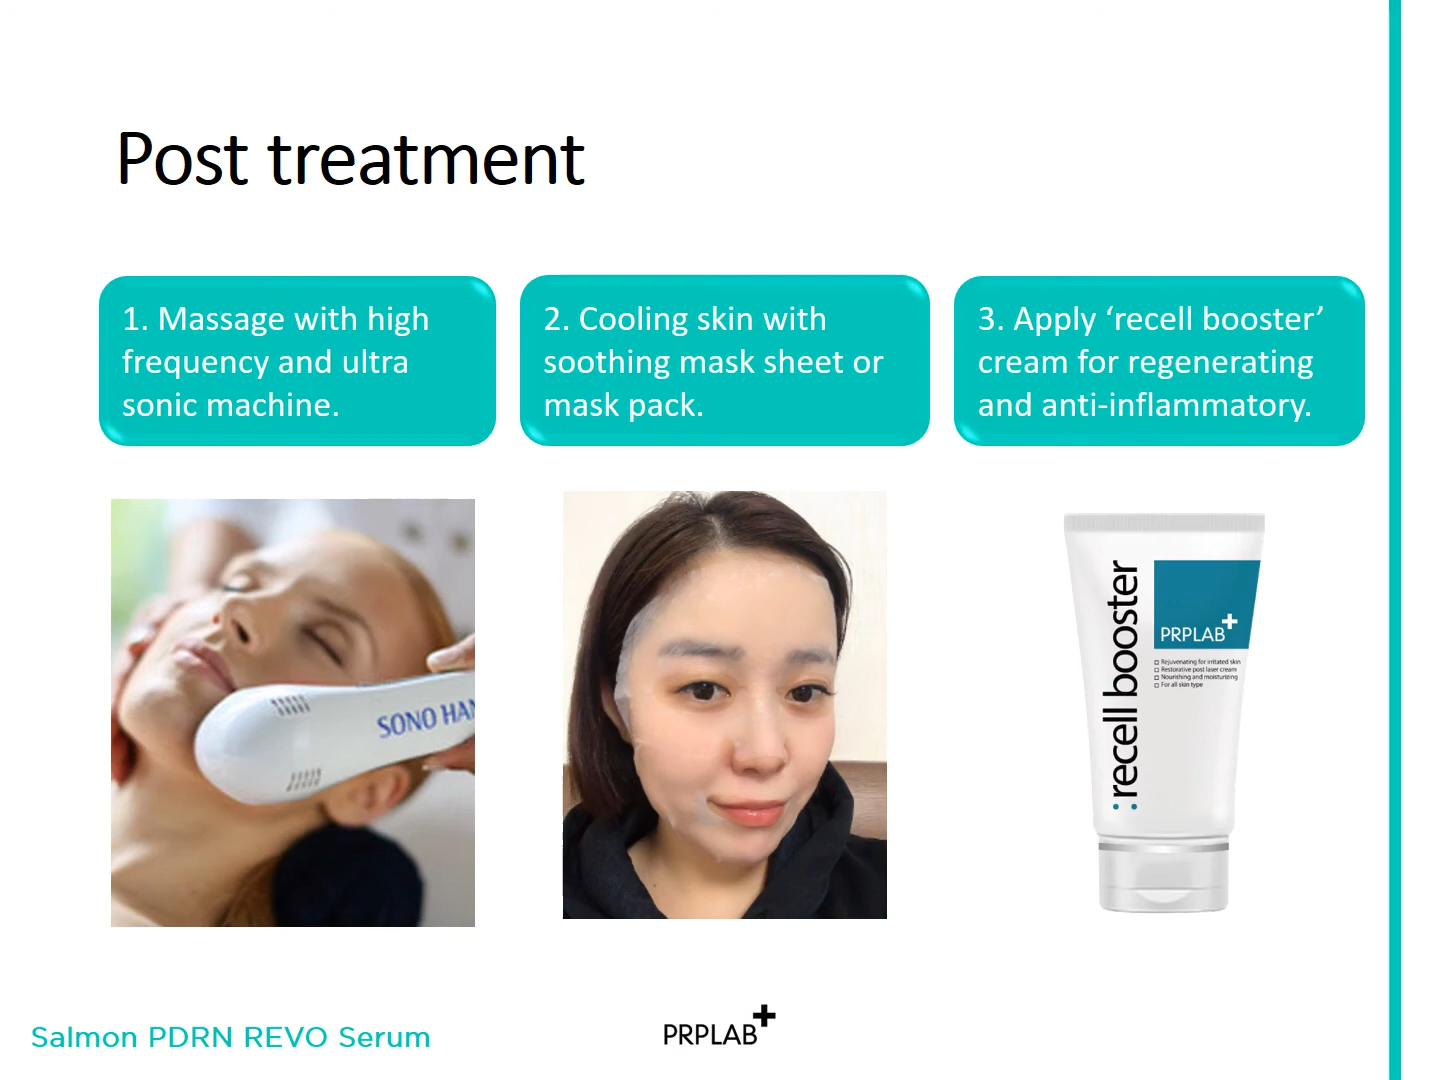 Post treatment
1. Massage with high
frequency and ultra
sonic machine.
2. Cooling skin with
soothing mask sheet or
mask pack.
3. Apply ‘recell booster’
cream for regenerating
and anti-inflammatory.
SONO HAN
:recell booster
PRPLAB+
Rejuvenating for irritated skin
Restorative post laser cream
Nourishing and moisturizing
For all skin type
Salmon PDRN REVO Serum
PRPLAB+